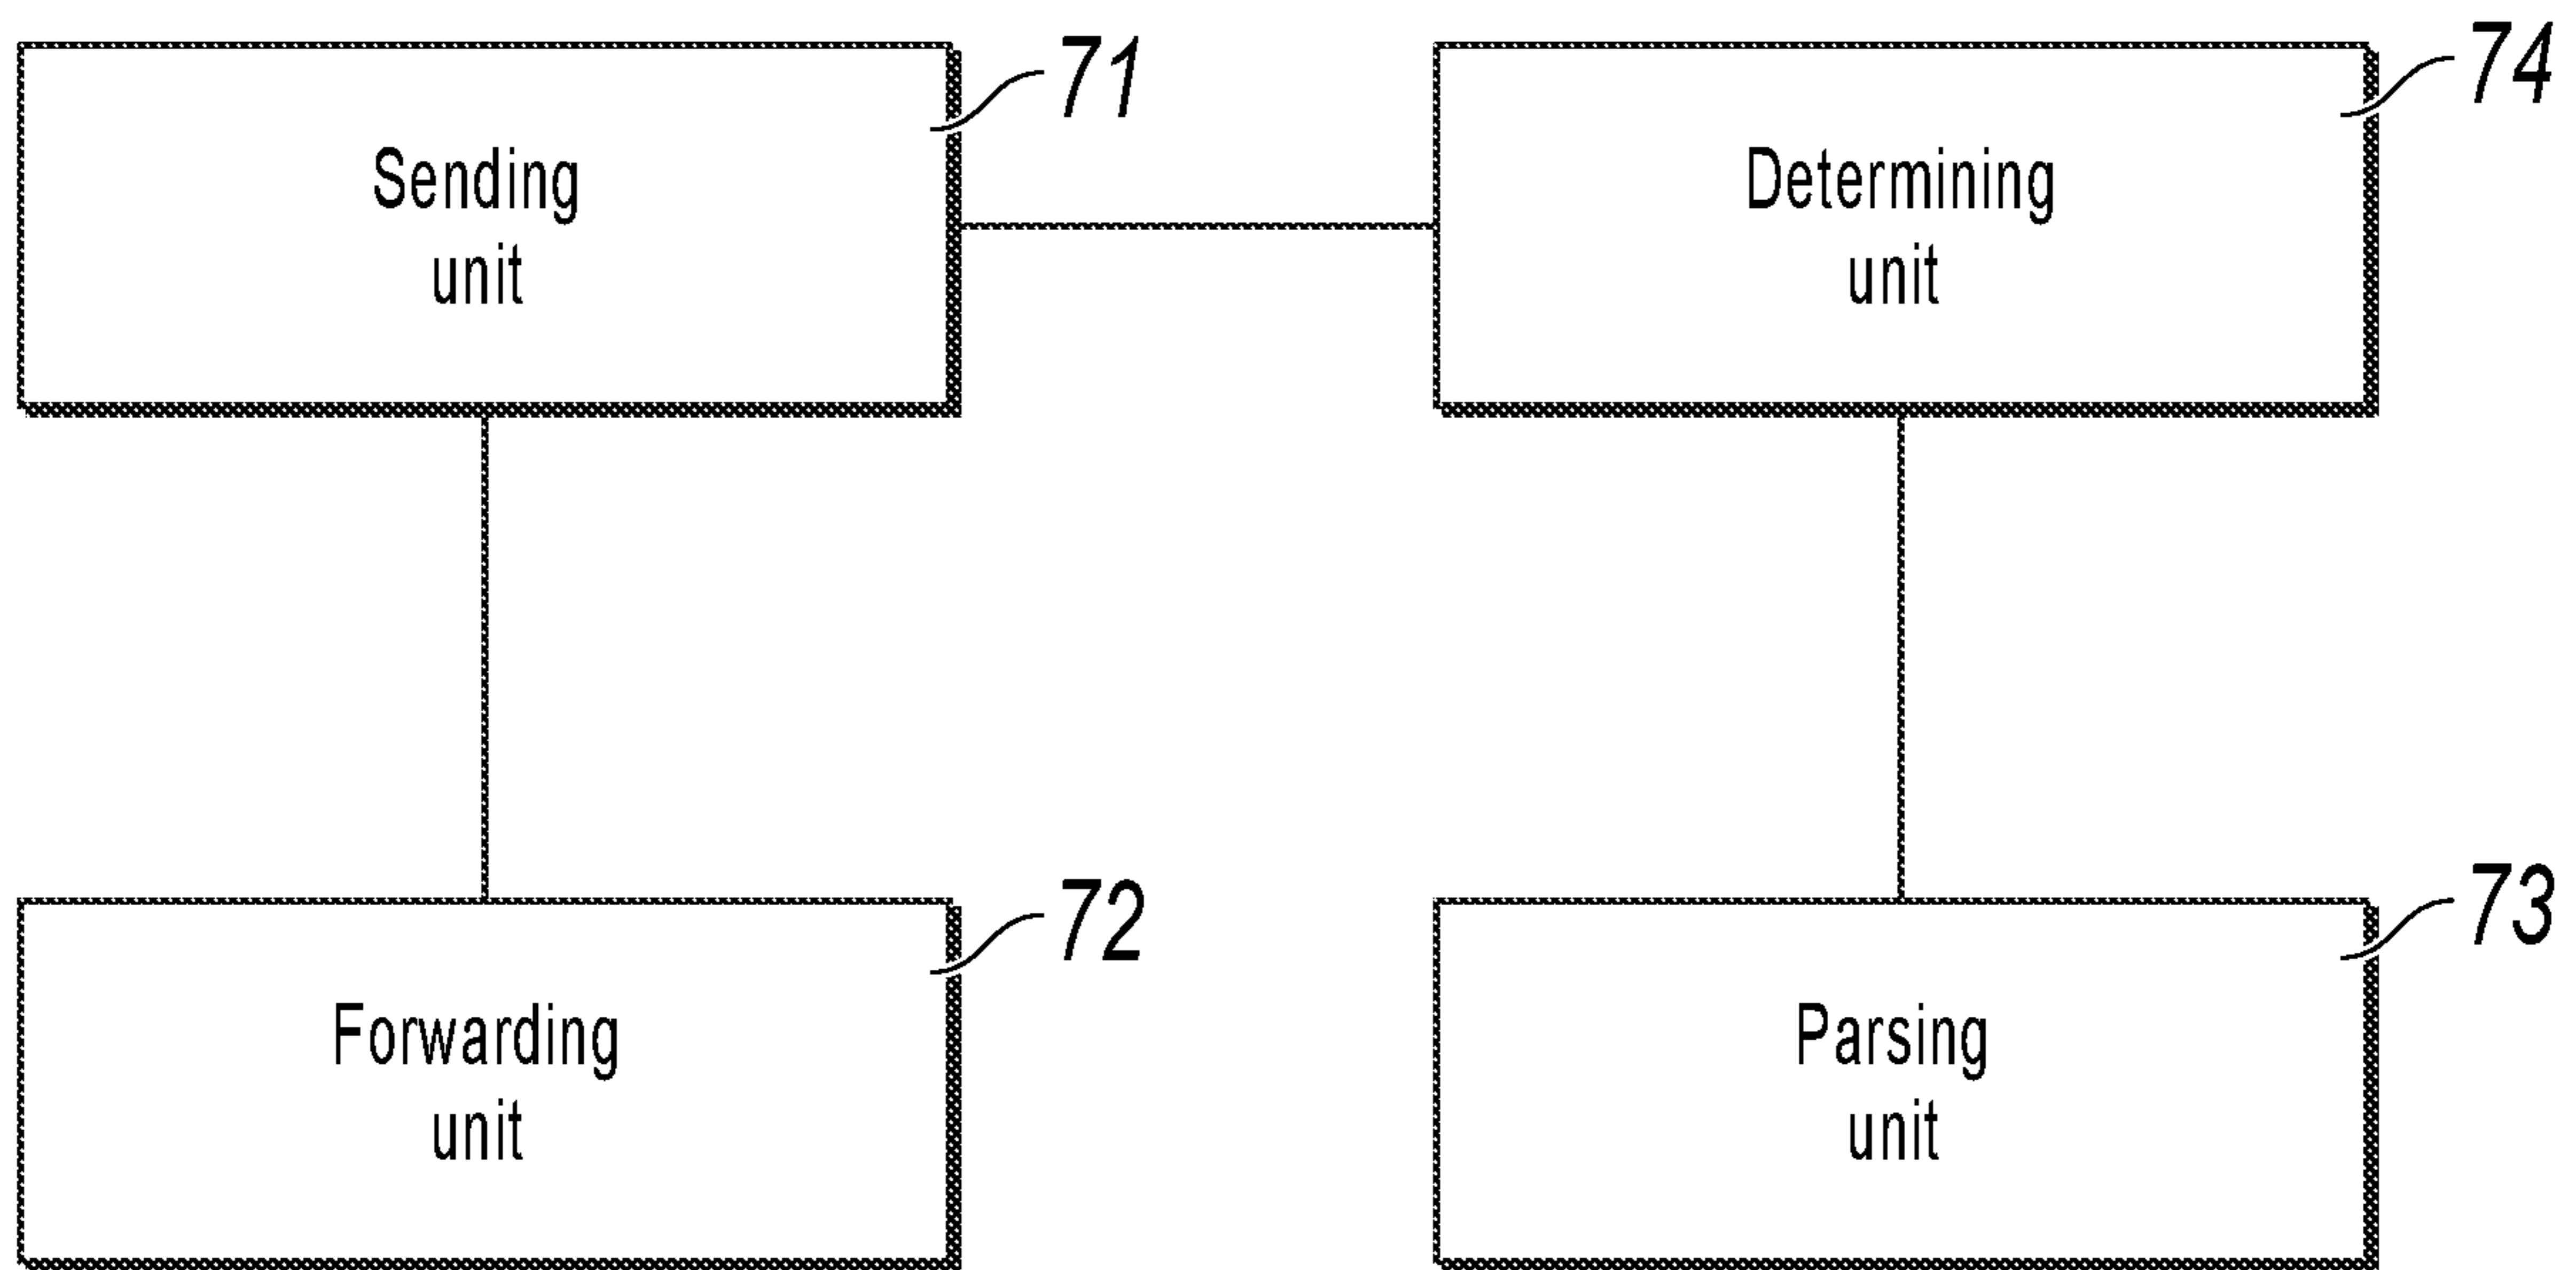 71
Sending
unit
74
Determining
unit
72
Forwarding
unit
73
Parsing
unit